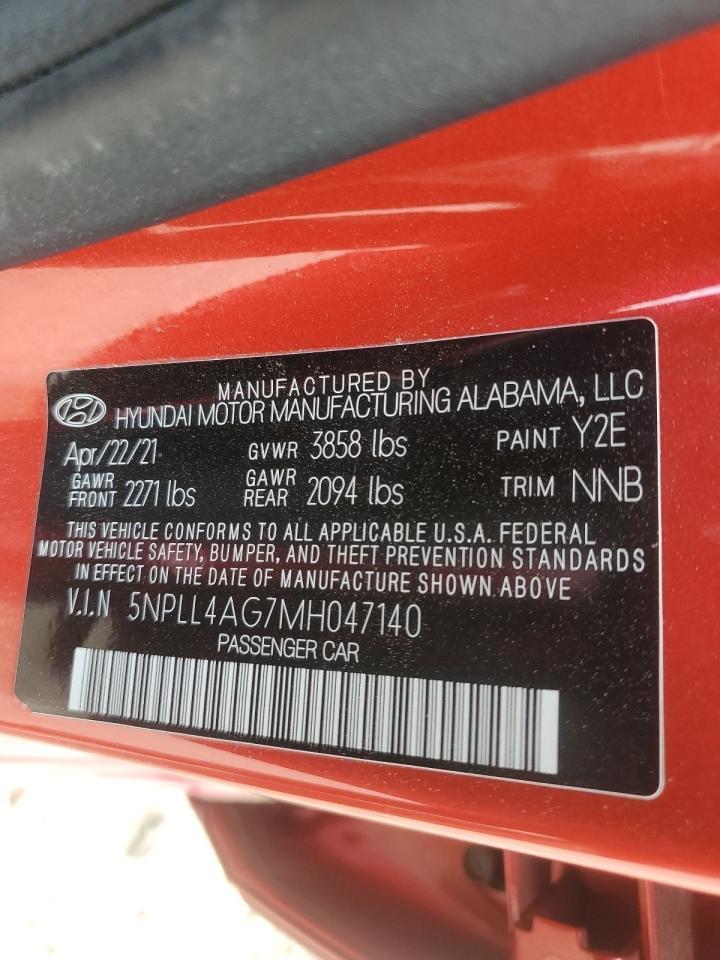 MANUFACTURED BY
HYUNDAI MOTOR MANUFACTURING ALABAMA, LLC
Apr/22/21 GVWR 3858 lbs PAINT Y2E
GAWR FRONT 2271 lbs GAWR REAR 2094 lbs TRIM NNB
THIS VEHICLE CONFORMS TO ALL APPLICABLE U.S.A. FEDERAL
MOTOR VEHICLE SAFETY, BUMPER, AND THEFT PREVENTION STANDARDS
IN EFFECT ON THE DATE OF MANUFACTURE SHOWN ABOVE
V.I.N 5NPLL4AG7MH047140
PASSENGER CAR